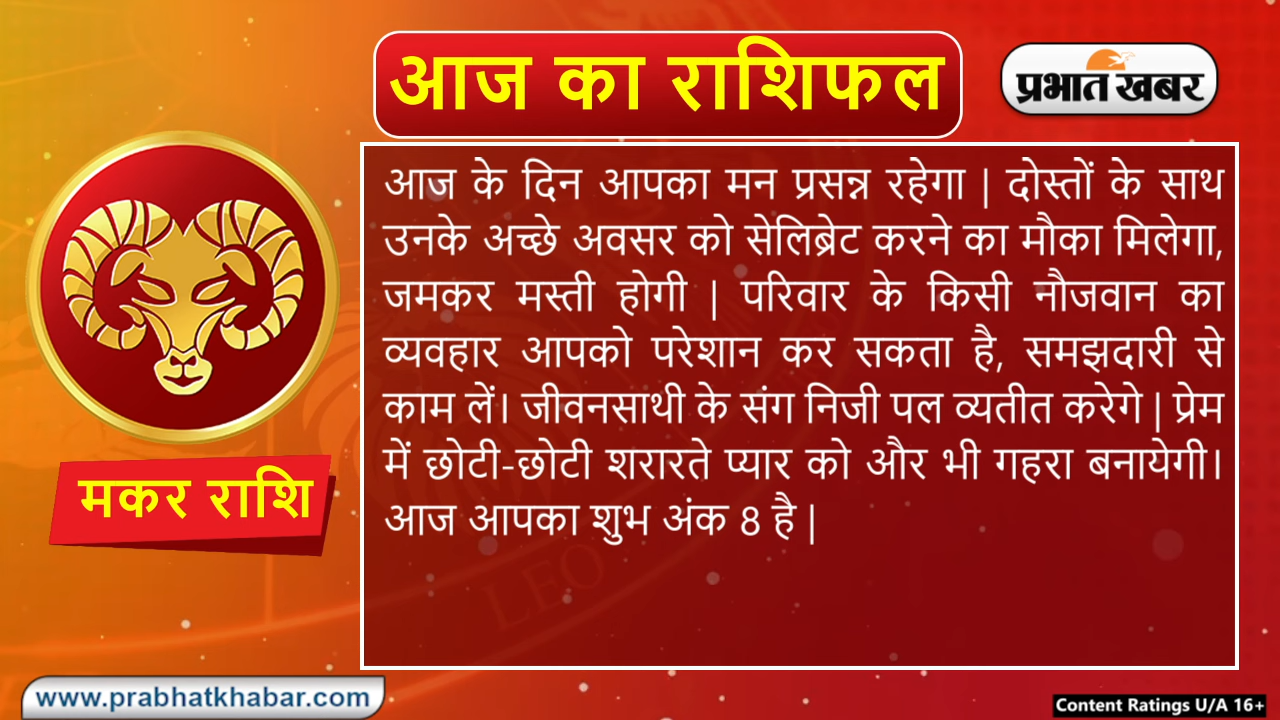 आज का राशिफल
प्रभात खबर
आज के दिन आपका मन प्रसन्न रहेगा | दोस्तों के साथ
उनके अच्छे अवसर को सेलिब्रेट करने का मौका मिलेगा,
जमकर मस्ती होगी | परिवार के किसी नौजवान का
व्यवहार आपको परेशान कर सकता है, समझदारी से
काम लें। जीवनसाथी के संग निजी पल व्यतीत करेगे | प्रेम
में छोटी-छोटी शरारते प्यार को और भी गहरा बनायेगी।
आज आपका शुभ अंक 8 है |
मकर राशि
LEO
www.prabhatkhabar.com
Content Ratings U/A 16+